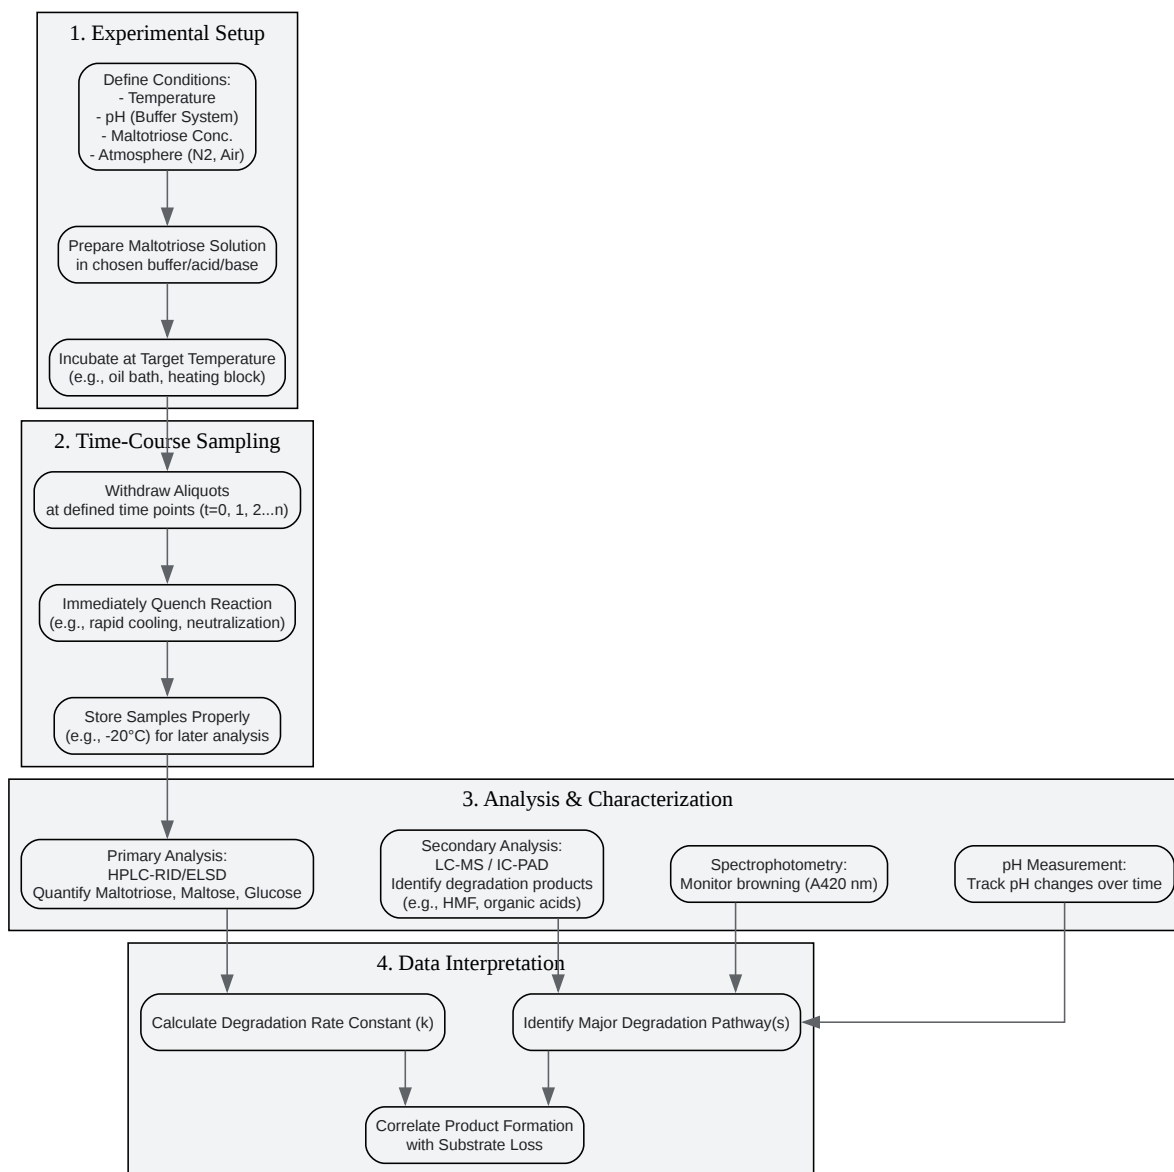 1. Experimental Setup
Define Conditions:
- Temperature
- pH (Buffer System)
- Maltotriose Conc.
- Atmosphere (N2, Air)
Prepare Maltotriose Solution
in chosen buffer/acid/base
Incubate at Target Temperature
(e.g., oil bath, heating block)
2. Time-Course Sampling
Withdraw Aliquots
at defined time points (t=0, 1, 2...n)
Immediately Quench Reaction
(e.g., rapid cooling, neutralization)
Store Samples Properly
(e.g., -20°C) for later analysis
3. Analysis & Characterization
Primary Analysis:
HPLC-RID/ELSD
Quantify Maltotriose, Maltose, Glucose
Secondary Analysis:
LC-MS / IC-PAD
Identify degradation products
(e.g., HMF, organic acids)
Spectrophotometry:
Monitor browning (A420 nm)
pH Measurement:
Track pH changes over time
4. Data Interpretation
Calculate Degradation Rate Constant (k)
Identify Major Degradation Pathway(s)
Correlate Product Formation
with Substrate Loss